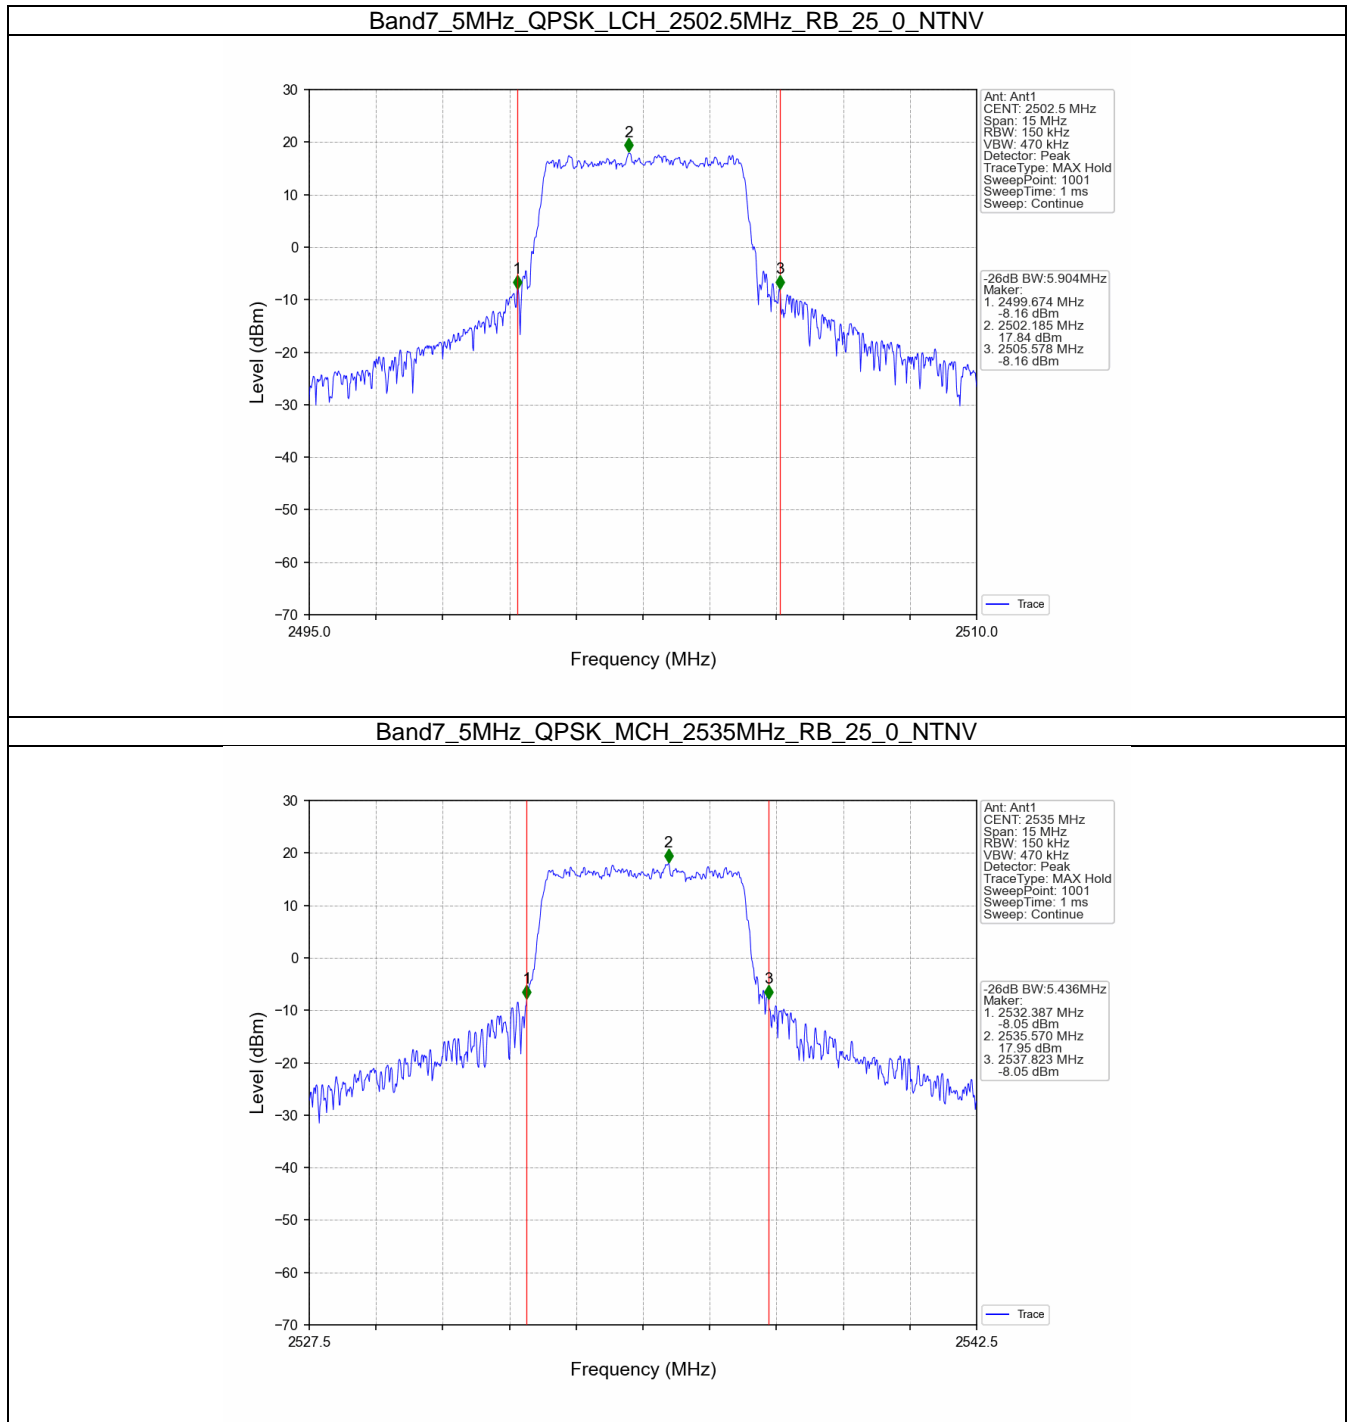 Band7_5MHz_QPSK_LCH_2502.5MHz_RB_25_0_NTNV
30
20
10
0
−10
−20
−30
−40
−50
−60
−70
Level (dBm)
1
2
3
2495.0
2510.0
Frequency (MHz)
Ant: Ant1
CENT: 2502.5 MHz
Span: 15 MHz
RBW: 150 kHz
VBW: 470 kHz
Detector: Peak
TraceType: MAX Hold
SweepPoint: 1001
SweepTime: 1 ms
Sweep: Continue
-26dB BW:5.904MHz
Maker:
1. 2499.674 MHz
-8.16 dBm
2. 2502.185 MHz
17.84 dBm
3. 2505.578 MHz
-8.16 dBm
Trace
Band7_5MHz_QPSK_MCH_2535MHz_RB_25_0_NTNV
30
20
10
0
−10
−20
−30
−40
−50
−60
−70
Level (dBm)
1
2
3
2527.5
2542.5
Frequency (MHz)
Ant: Ant1
CENT: 2535 MHz
Span: 15 MHz
RBW: 150 kHz
VBW: 470 kHz
Detector: Peak
TraceType: MAX Hold
SweepPoint: 1001
SweepTime: 1 ms
Sweep: Continue
-26dB BW:5.436MHz
Maker:
1. 2532.387 MHz
-8.05 dBm
2. 2535.570 MHz
17.95 dBm
3. 2537.823 MHz
-8.05 dBm
Trace